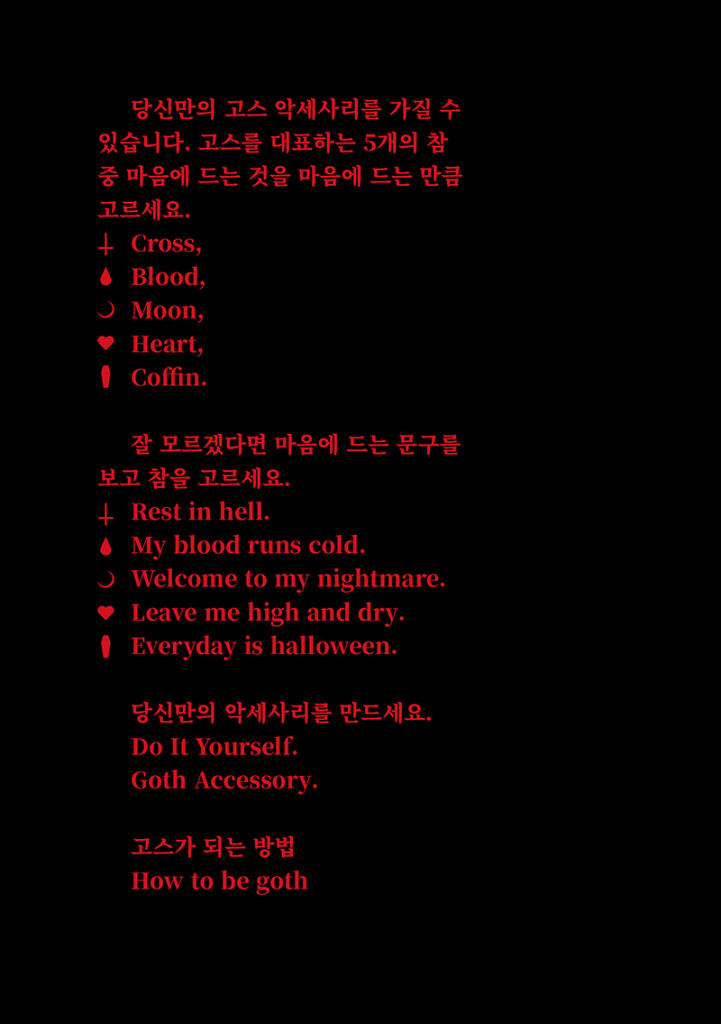 당신만의 고스 악세사리를 가질 수
있습니다. 고스를 대표하는 5개의 참
중 마음에 드는 것을 마음에 드는 만큼
고르세요.
Cross,
Blood,
Moon,
Heart,
Coffin.
잘 모르겠다면 마음에 드는 문구를
보고 참을 고르세요.
Rest in hell.
My blood runs cold.
Welcome to my nightmare.
Leave me high and dry.
Everyday is halloween.
당신만의 악세사리를 만드세요.
Do It Yourself.
Goth Accessory.
고스가 되는 방법
How to be goth